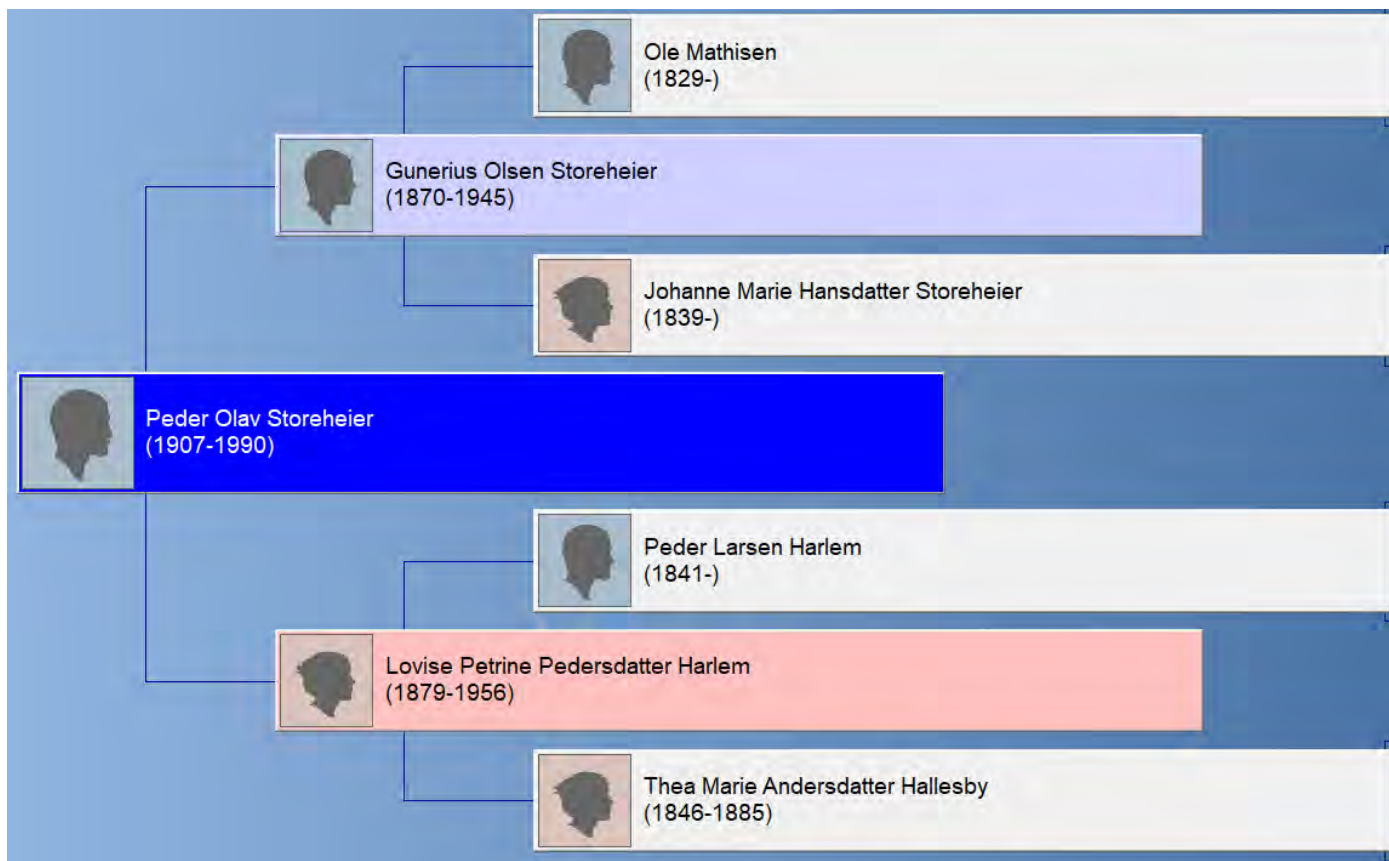 Ole Mathisen
(1829-)
Gunerius Olsen Storeheier
(1870-1945)
Johanne Marie Hansdatter Storeheier
(1839-)
Peder Olav Storeheier
(1907-1990)
Peder Larsen Harlem
(1841-)
Lovise Petrine Pedersdatter Harlem
(1879-1956)
Thea Marie Andersdatter Hallesby
(1846-1885)